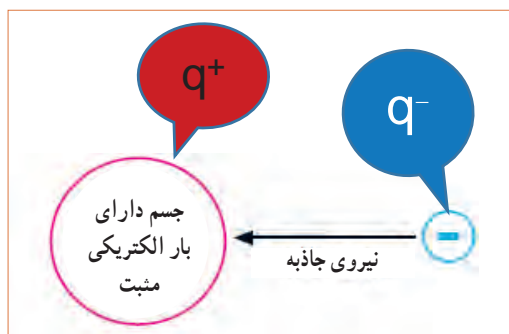 q⁺
q⁻
جسم دارای
بار الکتریکی
مثبت
نیروی جاذبه